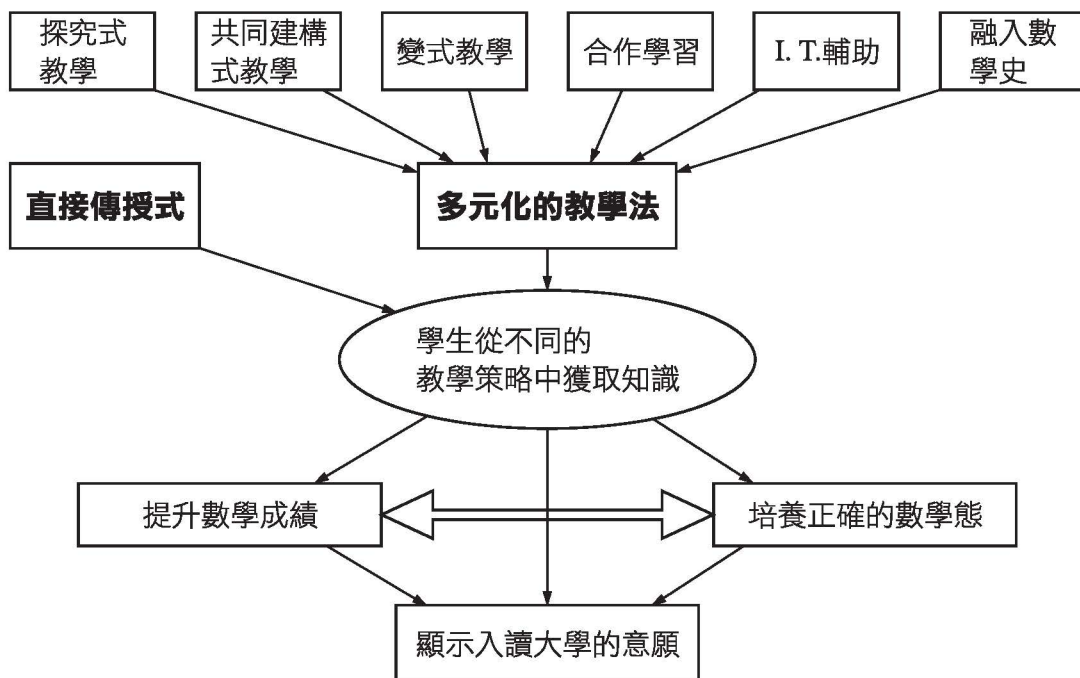 探究式
教學
共同建構
式教學
變式教學
合作學習
I. T.輔助
融入數
學史
直接傳授式
多元化的教學法
學生從不同的
教學策略中獲取知識
提升數學成績
培養正確的數學態
顯示入讀大學的意願